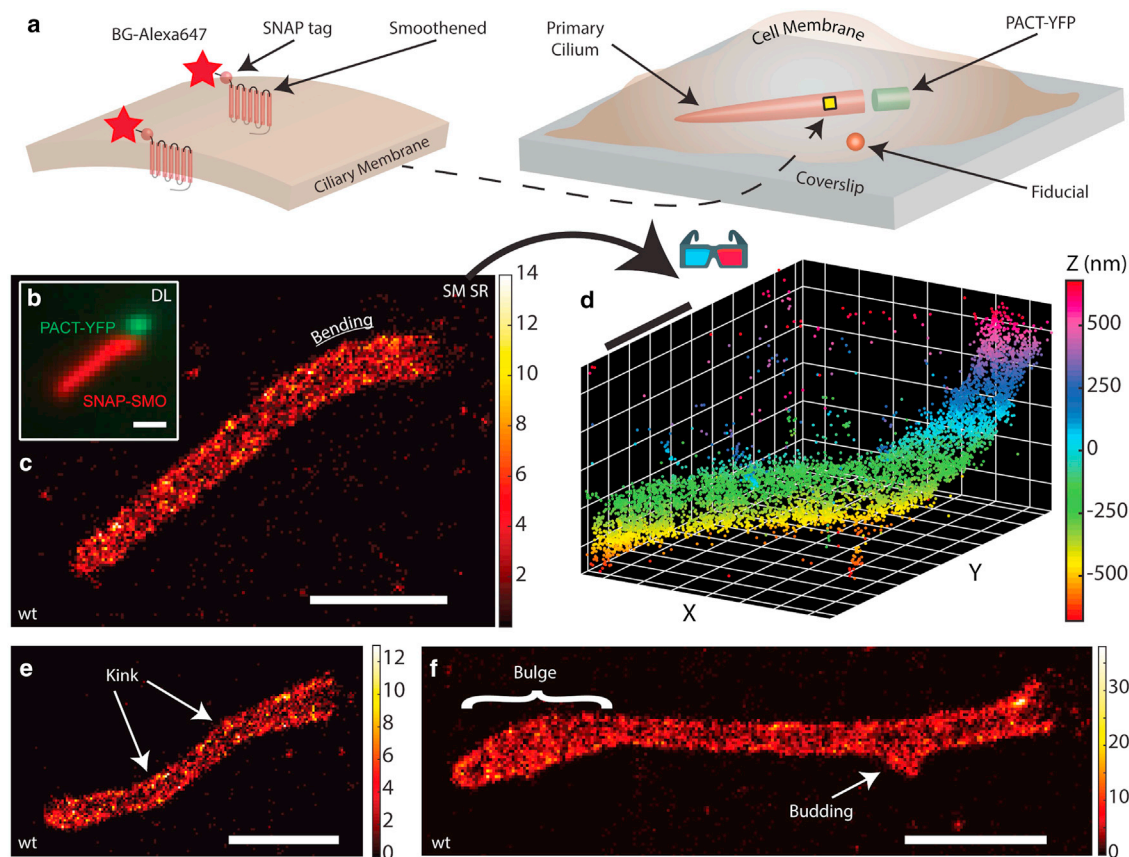 a
BG-Alexa647
SNAP tag
Smoothened
Ciliary Membrane
Primary
Cilium
Cell Membrane
PACT-YFP
Coverslip
Fiducial
b
DL
PACT-YFP
SNAP-SMO
c
wt
Bending
SM SR
14
12
10
8
6
4
2
d
X
Y
Z (nm)
500
250
0
-250
-500
e
Kink
wt
12
10
8
6
4
2
0
f
Bulge
Budding
wt
30
20
10
0